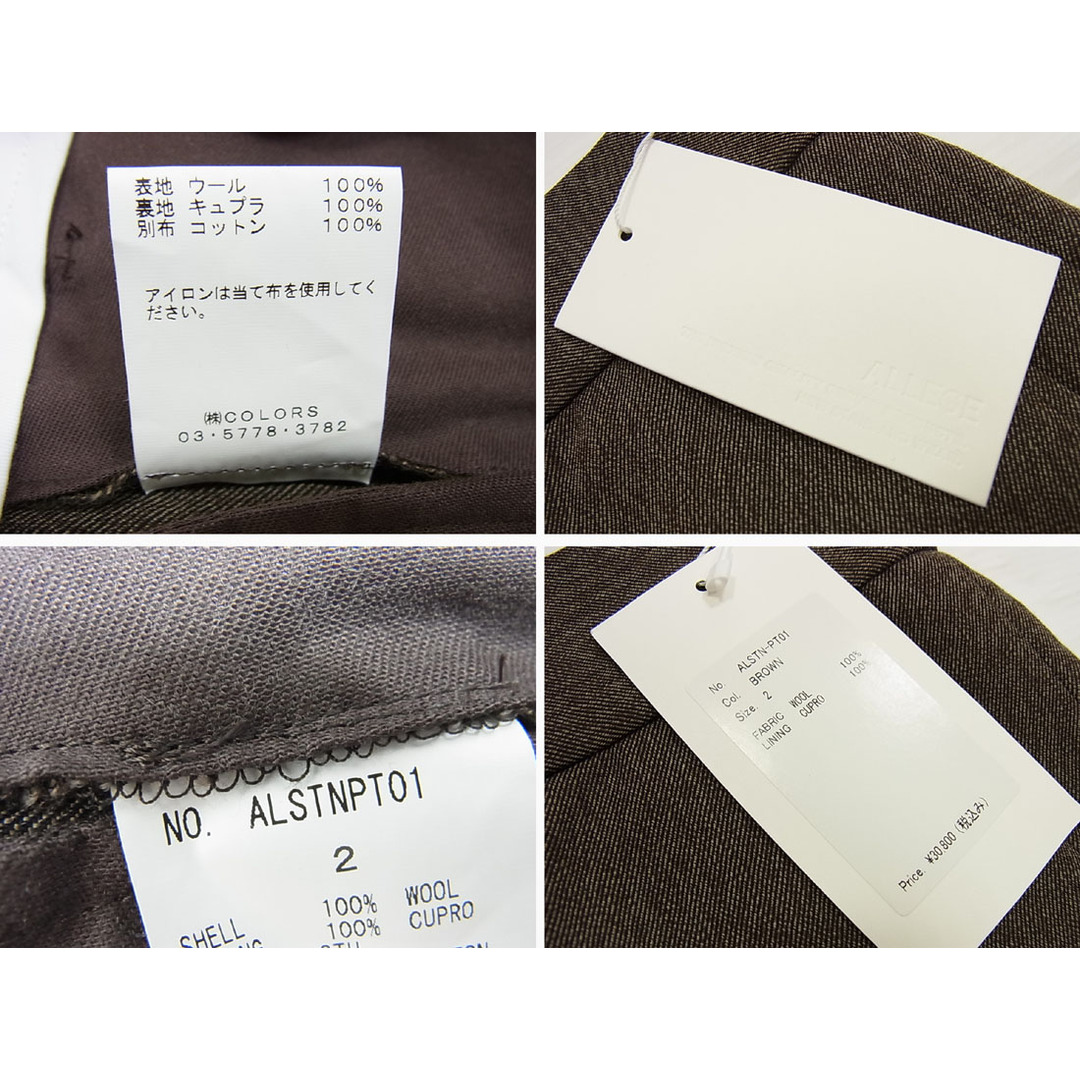 表地 ウール 100%
裏地 キュプラ 100%
別布 コットン 100%
アイロンは当て布を使用してく
ださい。
㈱COLORS
03・5778・3782
ALLEGE
NO. ALSTNPT01
2
SHELL 100% WOOL
100% CUPRO
No. ALSTN-PT01
Col. BROWN
Size. 2
FABRIC WOOL 100%
LINING CUPRO 100%
Price. ¥30,800 (税込み)